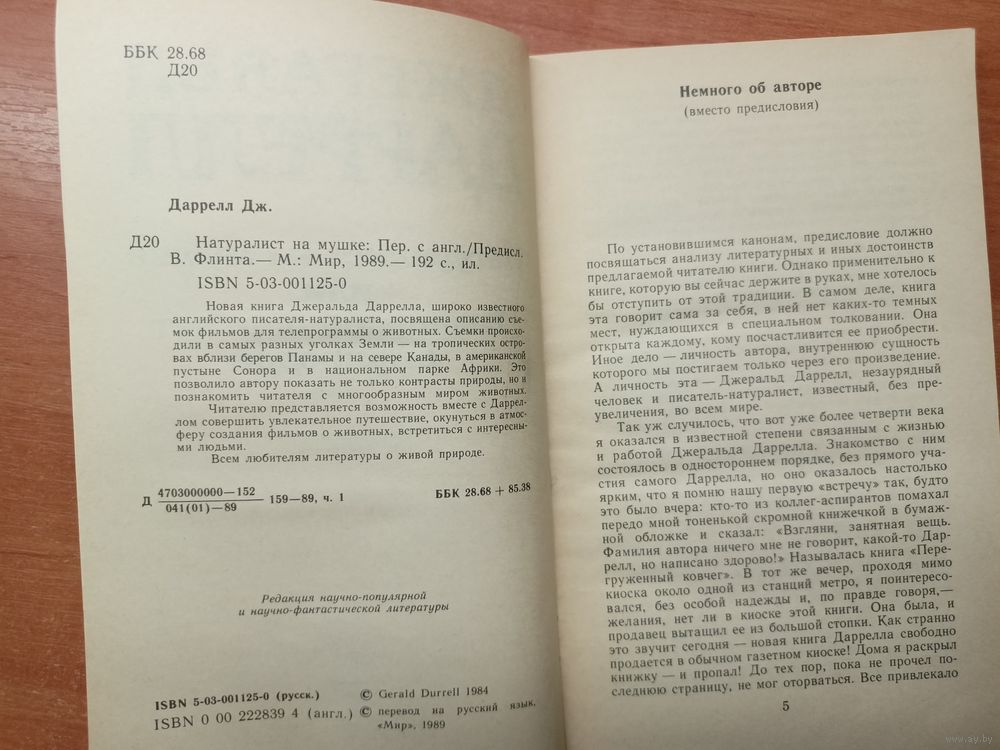 ББК 28.68
Д20
Даррелл Дж.
Д20 Натуралист на мушке: Пер. с англ./Предисл.
В. Флинта.— М.: Мир, 1989.— 192 с., ил.
ISBN 5-03-001125-0
Новая книга Джеральда Даррелла, широко известного
английского писателя-натуралиста, посвящена описанию съе-
мок фильмов для телепрограммы о животных. Съемки происхо-
дили в самых разных уголках Земли — на тропических остро-
вах вблизи берегов Панамы и на севере Канады, в американской
пустыне Сонора и в национальном парке Африки. Это
позволило автору показать не только контрасты природы, но и
познакомить читателя с многообразным миром животных.
Читателю представляется возможность вместе с Даррел-
лом совершить увлекательное путешествие, окунуться в атмос-
феру создания фильмов о животных, встретиться с интересны-
ми людьми.
Всем любителям литературы о живой природе.
Д 4703000000—152
041(01)—89
159—89, ч. 1
ББК 28.68 + 85.38
Редакция научно-популярной
и научно-фантастической литературы
ISBN 5-03-001125-0 (русск.)
ISBN 0 00 222839 4 (англ.)
© Gerald Durrell 1984
© перевод на русский язык,
«Мир», 1989
Немного об авторе
(вместо предисловия)
По установившимся канонам, предисловие должно
посвящаться анализу литературных и иных достоинств
предлагаемой читателю книги. Однако применительно к
книге, которую вы сейчас держите в руках, мне хотелось
бы отступить от этой традиции. В самом деле, книга
эта говорит сама за себя, в ней нет каких-то темных
мест, нуждающихся в специальном толковании. Она
открыта каждому, кому посчастливится ее приобрести.
Иное дело — личность автора, внутреннюю сущность
которого мы постигаем только через его произведение.
А личность эта — Джеральд Даррелл, незаурядный
человек и писатель-натуралист, известный, без пре-
увеличения, во всем мире.
Так уж случилось, что вот уже более четверти века
я оказался в известной степени связанным с жизнью
и работой Джеральда Даррелла. Знакомство с ним
состоялось в одностороннем порядке, без прямого уча-
стия самого Даррелла, но оно оказалось настолько
ярким, что я помню нашу первую «встречу» так, будто
это было вчера: кто-то из коллег-аспирантов помахал
передо мной тоненькой скромной книжечкой в бумаж-
ной обложке и сказал: «Взгляни, занятная вещь.
Фамилия автора ничего мне не говорит, какой-то Дар-
релл, но написано здорово!» Называлась книга «Пере-
груженный ковчег». В тот же вечер, проходя мимо
киоска около одной из станций метро, я поинтересо-
вался, без особой надежды и, по правде говоря,—
желания, нет ли в киоске этой книги. Она была, и
продавец вытащил ее из большой стопки. Как странно
это звучит сегодня — новая книга Даррелла свободно
продается в обычном газетном киоске! Дома я раскрыл
книжку — и пропал! До тех пор, пока не прочел по-
следнюю страницу, не мог оторваться. Все привлекало
5
www.ay.by